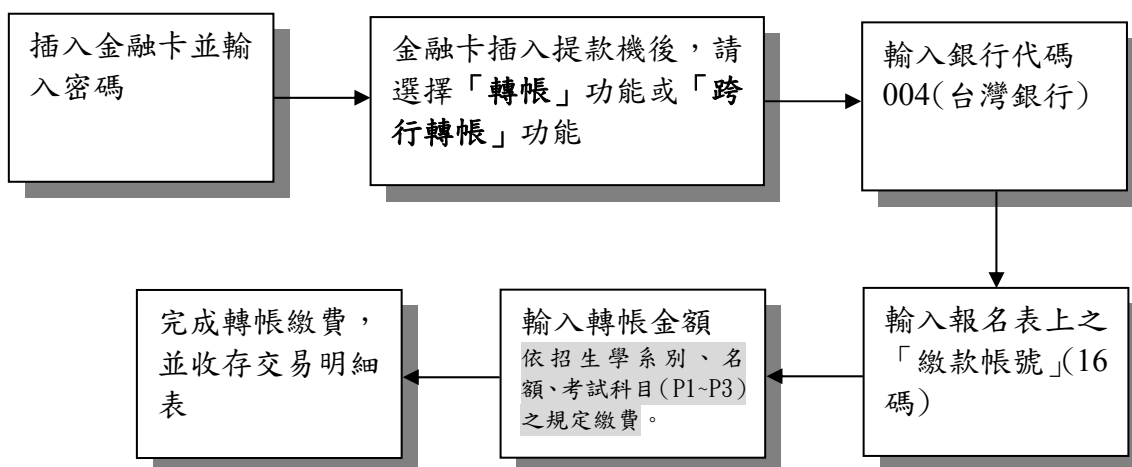 插入金融卡並輸
入密碼
金融卡插入提款機後，請
選擇「轉帳」功能或「跨
行轉帳」功能
輸入銀行代碼
004(台灣銀行)
輸入報名表上之
「繳款帳號」(16
碼)
輸入轉帳金額
依招生學系別、名
額、考試科目(P1~P3)
之規定繳費。
完成轉帳繳費，
並收存交易明細
表